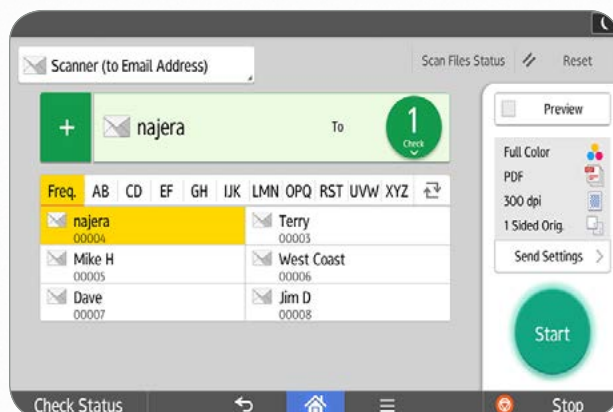 Scanner (to Email Address)
Scan Files Status
Reset
+
najera
To
1
Check
Preview
Full Color
PDF
300 dpi
1 Sided Orig.
Send Settings >
Freq. AB CD EF GH IJK LMN OPQ RST UVW XYZ
najera
00004
Terry
00003
Mike H
00005
West Coast
00006
Dave
00007
Jim D
00008
Start
Check Status
Stop